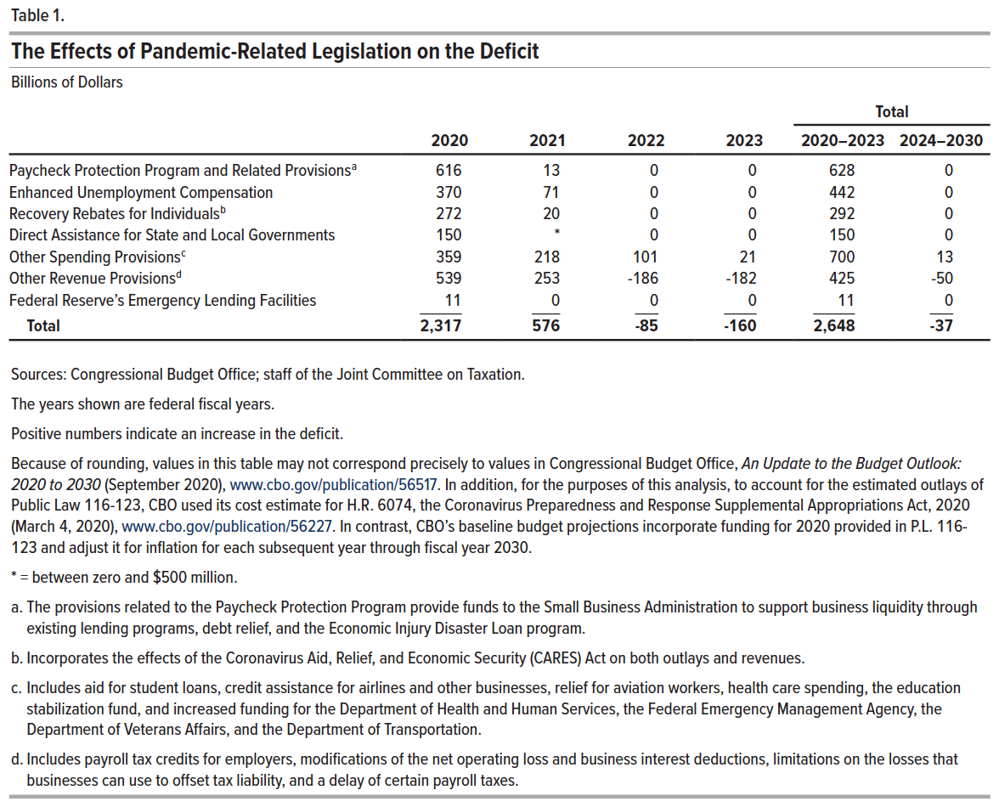 Table 1.
The Effects of Pandemic-Related Legislation on the Deficit
Billions of Dollars
Total
2020 2021 2022 2023 2020–2023 2024–2030
Paycheck Protection Program and Related Provisionsᵃ 616 13 0 0 628 0
Enhanced Unemployment Compensation 370 71 0 0 442 0
Recovery Rebates for Individualsᵇ 272 20 0 0 292 0
Direct Assistance for State and Local Governments 150 * 0 0 150 0
Other Spending Provisionsᶜ 359 218 101 21 700 13
Other Revenue Provisionsᵈ 539 253 -186 -182 425 -50
Federal Reserve’s Emergency Lending Facilities 11 0 0 0 11 0
Total 2,317 576 -85 -160 2,648 -37
Sources: Congressional Budget Office; staff of the Joint Committee on Taxation.
The years shown are federal fiscal years.
Positive numbers indicate an increase in the deficit.
Because of rounding, values in this table may not correspond precisely to values in Congressional Budget Office, An Update to the Budget Outlook:
2020 to 2030 (September 2020), www.cbo.gov/publication/56517. In addition, for the purposes of this analysis, to account for the estimated outlays of
Public Law 116-123, CBO used its cost estimate for H.R. 6074, the Coronavirus Preparedness and Response Supplemental Appropriations Act, 2020
(March 4, 2020), www.cbo.gov/publication/56227. In contrast, CBO’s baseline budget projections incorporate funding for 2020 provided in P.L. 116-
123 and adjust it for inflation for each subsequent year through fiscal year 2030.
* = between zero and $500 million.
a. The provisions related to the Paycheck Protection Program provide funds to the Small Business Administration to support business liquidity through
existing lending programs, debt relief, and the Economic Injury Disaster Loan program.
b. Incorporates the effects of the Coronavirus Aid, Relief, and Economic Security (CARES) Act on both outlays and revenues.
c. Includes aid for student loans, credit assistance for airlines and other businesses, relief for aviation workers, health care spending, the education
stabilization fund, and increased funding for the Department of Health and Human Services, the Federal Emergency Management Agency, the
Department of Veterans Affairs, and the Department of Transportation.
d. Includes payroll tax credits for employers, modifications of the net operating loss and business interest deductions, limitations on the losses that
businesses can use to offset tax liability, and a delay of certain payroll taxes.